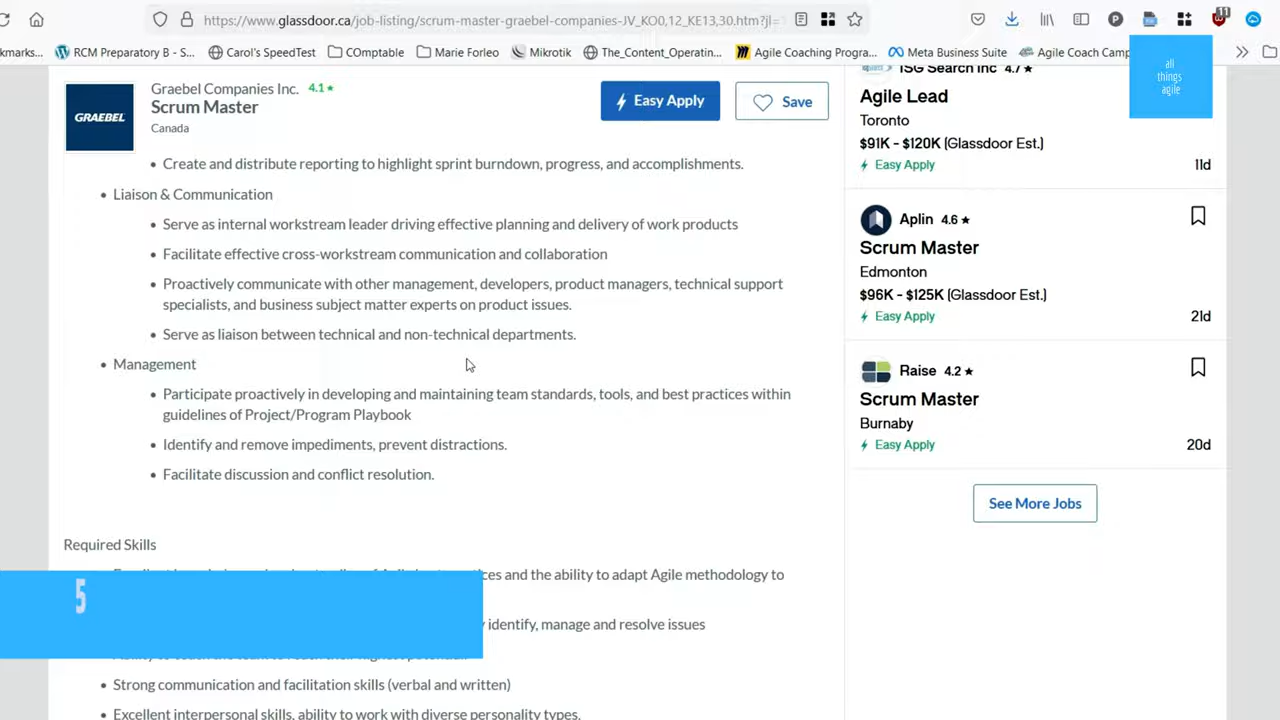 https://www.glassdoor.ca/job-listing/scrum-master-graebel-companies-JV_KO0,12_KE13,30.htm?jl=
11
kmarks...
RCM Preparatory B - S...
Carol's SpeedTest
COmptable
Marie Forleo
Mikrotik
The_Content_Operatin...
Agile Coaching Progra...
Meta Business Suite
Agile Coach Camp
all
things
agile
GRAEBEL
Graebel Companies Inc. 4.1 ★
Scrum Master
Canada
Easy Apply
Save
• Create and distribute reporting to highlight sprint burndown, progress, and accomplishments.
• Liaison & Communication
• Serve as internal workstream leader driving effective planning and delivery of work products
• Facilitate effective cross-workstream communication and collaboration
• Proactively communicate with other management, developers, product managers, technical support
specialists, and business subject matter experts on product issues.
• Serve as liaison between technical and non-technical departments.
• Management
• Participate proactively in developing and maintaining team standards, tools, and best practices within
guidelines of Project/Program Playbook
• Identify and remove impediments, prevent distractions.
• Facilitate discussion and conflict resolution.
Required Skills
and the ability to adapt Agile methodology to
5
identify, manage and resolve issues
• Strong communication and facilitation skills (verbal and written)
• Excellent interpersonal skills, ability to work with diverse personality types.
ISG Search Inc 4.7 ★
Agile Lead
Toronto
$91K - $120K (Glassdoor Est.)
Easy Apply
11d
Aplin 4.6 ★
Scrum Master
Edmonton
$96K - $125K (Glassdoor Est.)
Easy Apply
21d
Raise 4.2 ★
Scrum Master
Burnaby
Easy Apply
20d
See More Jobs